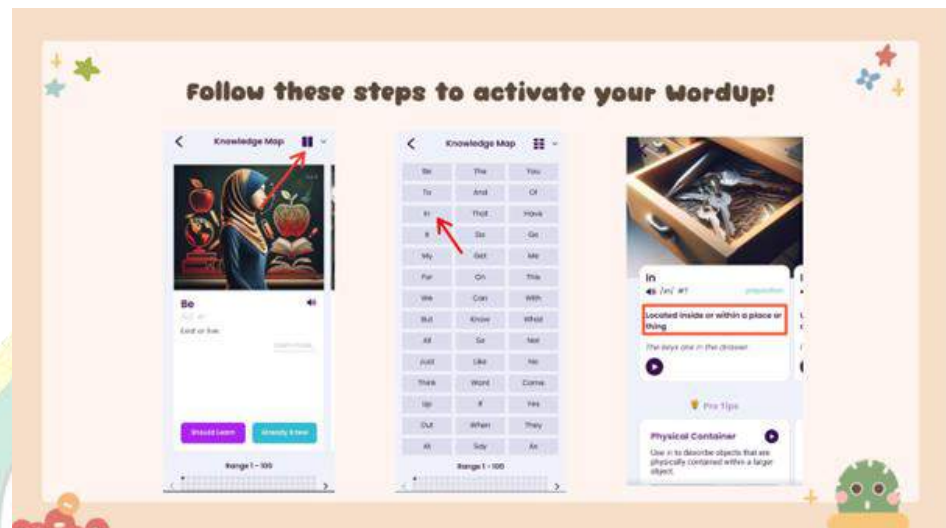 Follow these steps to activate your WordUp!
Knowledge Map
Be
Exist or live
Should Learn
Already Knew
Range 1 - 100
Knowledge Map
Be The You
To And Of
In That Have
It Do Go
My Get Me
For On This
We Can With
But Know What
All So Not
Just Like No
Think Want Come
Up If Yes
Out When They
At Say As
Range 1 - 100
In
/ɪn/ #7 preposition
Located inside or within a place or
thing
The keys are in the drawer.
Pro Tips
Physical Container
Use in to describe objects that are
physically contained within a larger
object.